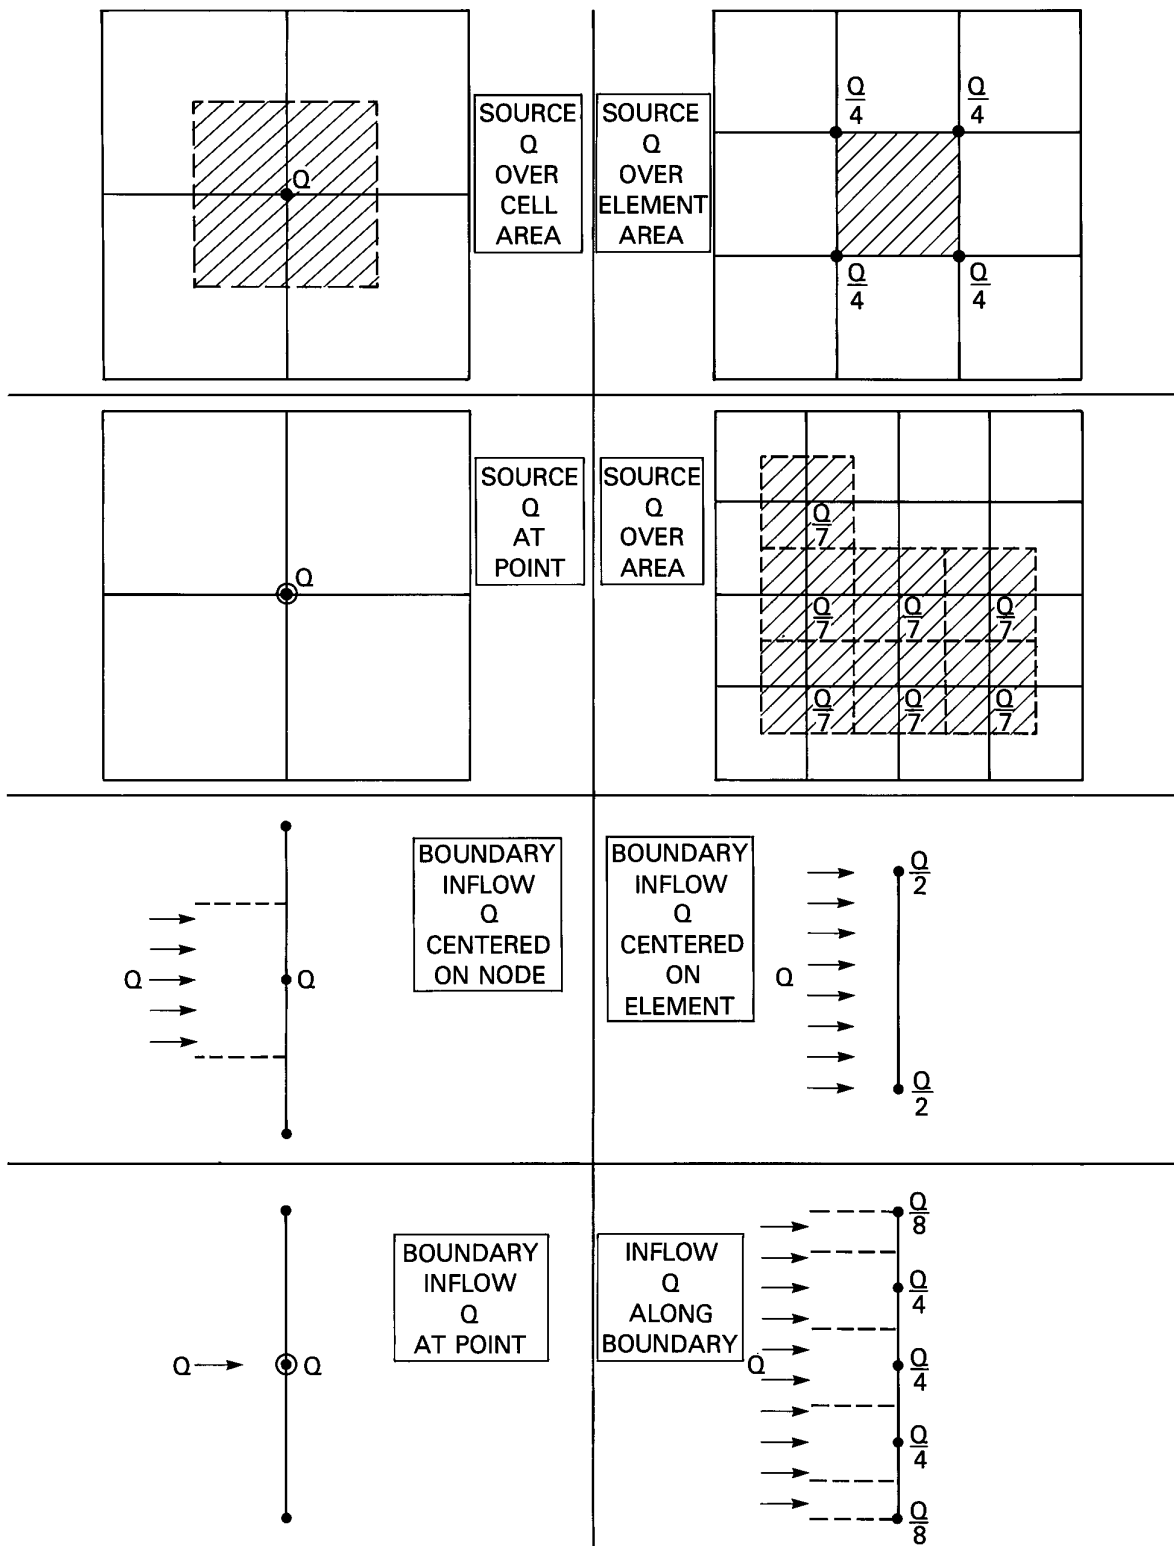 Q
SOURCE
Q
OVER
CELL
AREA
SOURCE
Q
OVER
ELEMENT
AREA
Q
4
Q
4
Q
4
Q
4
Q
SOURCE
Q
AT
POINT
SOURCE
Q
OVER
AREA
Q
7
Q
7
Q
7
Q
7
Q
7
Q
7
Q
7
Q
Q
BOUNDARY
INFLOW
Q
CENTERED
ON NODE
BOUNDARY
INFLOW
Q
CENTERED
ON
ELEMENT
Q
Q
2
Q
2
Q
Q
BOUNDARY
INFLOW
Q
AT POINT
INFLOW
Q
ALONG
BOUNDARY
Q
Q
8
Q
4
Q
4
Q
4
Q
8